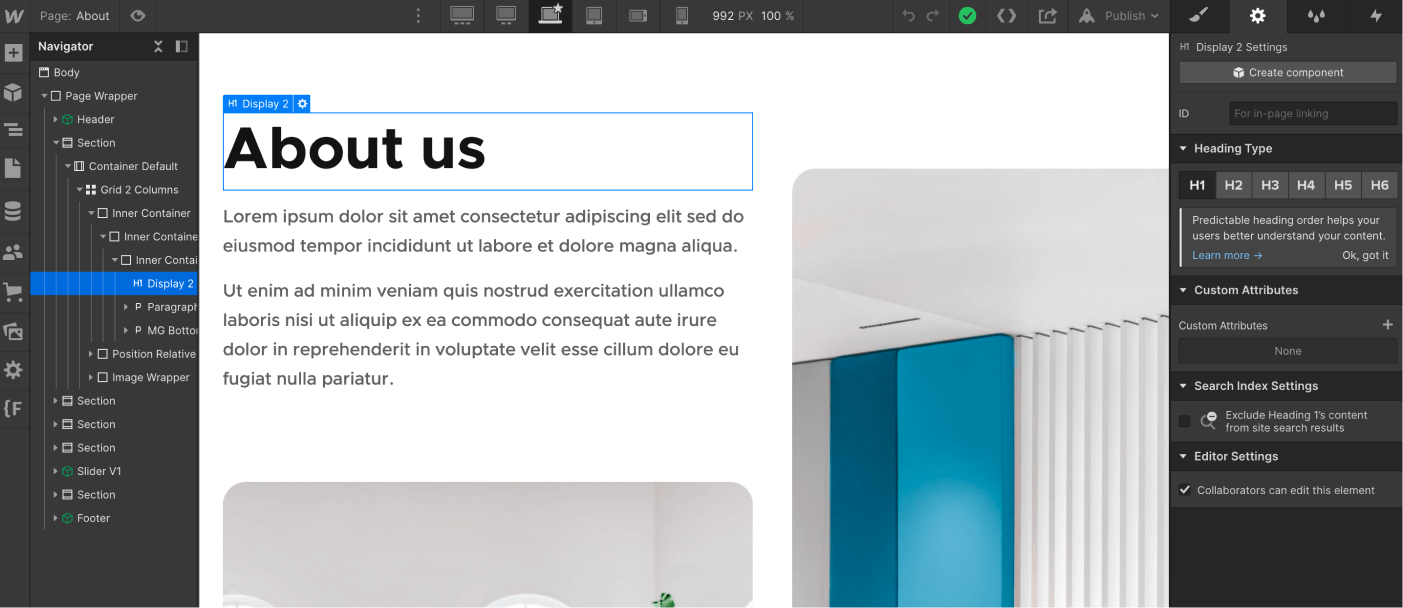 Page: About
992 PX 100 %
Publish
Navigator
Body
Page Wrapper
Header
Section
Container Default
Grid 2 Columns
Inner Container
Inner Containe
Inner Contai
H1 Display 2
P Paragraph
P MG Botto
Position Relative
Image Wrapper
Section
Section
Section
Slider V1
Section
Footer
H1 Display 2
About us
Lorem ipsum dolor sit amet consectetur adipiscing elit sed do
eiusmod tempor incididunt ut labore et dolore magna aliqua.
Ut enim ad minim veniam quis nostrud exercitation ullamco
laboris nisi ut aliquip ex ea commodo consequat aute irure
dolor in reprehenderit in voluptate velit esse cillum dolore eu
fugiat nulla pariatur.
H1 Display 2 Settings
Create component
ID For in-page linking
Heading Type
H1 H2 H3 H4 H5 H6
Predictable heading order helps your
users better understand your content.
Learn more → Ok, got it
Custom Attributes
Custom Attributes +
None
Search Index Settings
Exclude Heading 1's content
from site search results
Editor Settings
Collaborators can edit this element